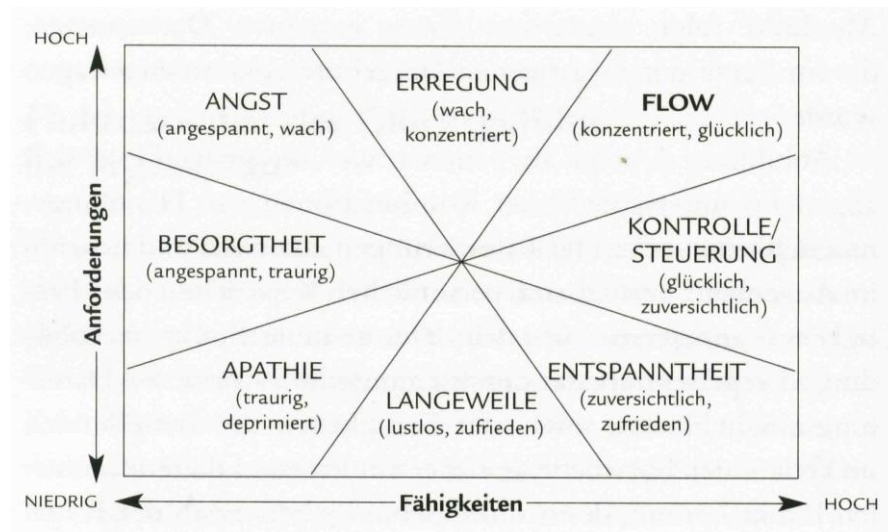 HOCH
ANGST
(angespannt, wach)
ERREGUNG
(wach,
konzentriert)
FLOW
(konzentriert, glücklich)
BESORGTHEIT
(angespannt, traurig)
KONTROLLE/
STEUERUNG
(glücklich,
zuversichtlich)
APATHIE
(traurig,
deprimiert)
LANGEWEILE
(lustlos, zufrieden)
ENTSPANNTHEIT
(zuversichtlich,
zufrieden)
Anforderungen
NIEDRIG
Fähigkeiten
HOCH